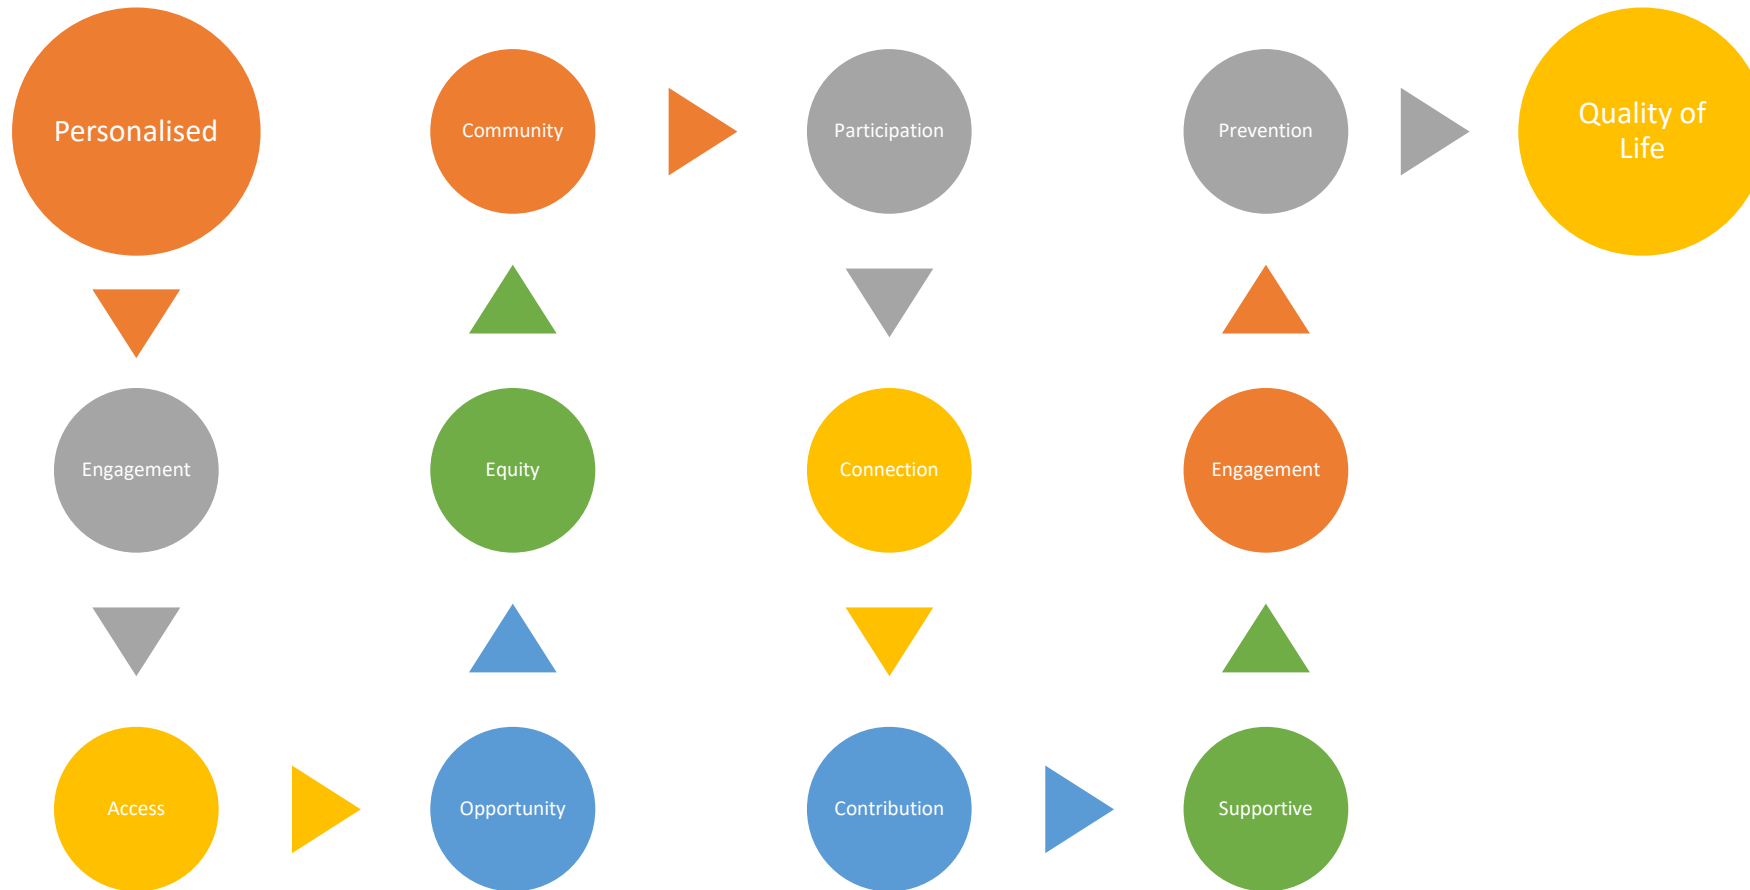 Personalised
Engagement
Access
Opportunity
Equity
Community
Participation
Connection
Contribution
Supportive
Engagement
Prevention
Quality of
Life